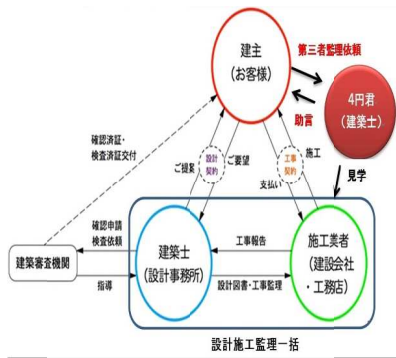 建主
（お客様）
第三者監理依頼
助言
4円君
（建築士）
見学
確認済証・
検査済証交付
ご提案
設計
契約
ご要望
工事
契約
施工
支払い
確認申請
検査依頼
建築審査機関
指導
建築士
（設計事務所）
工事報告
設計図書・工事監理
施工業者
（建設会社
・工務店）
設計施工監理一括